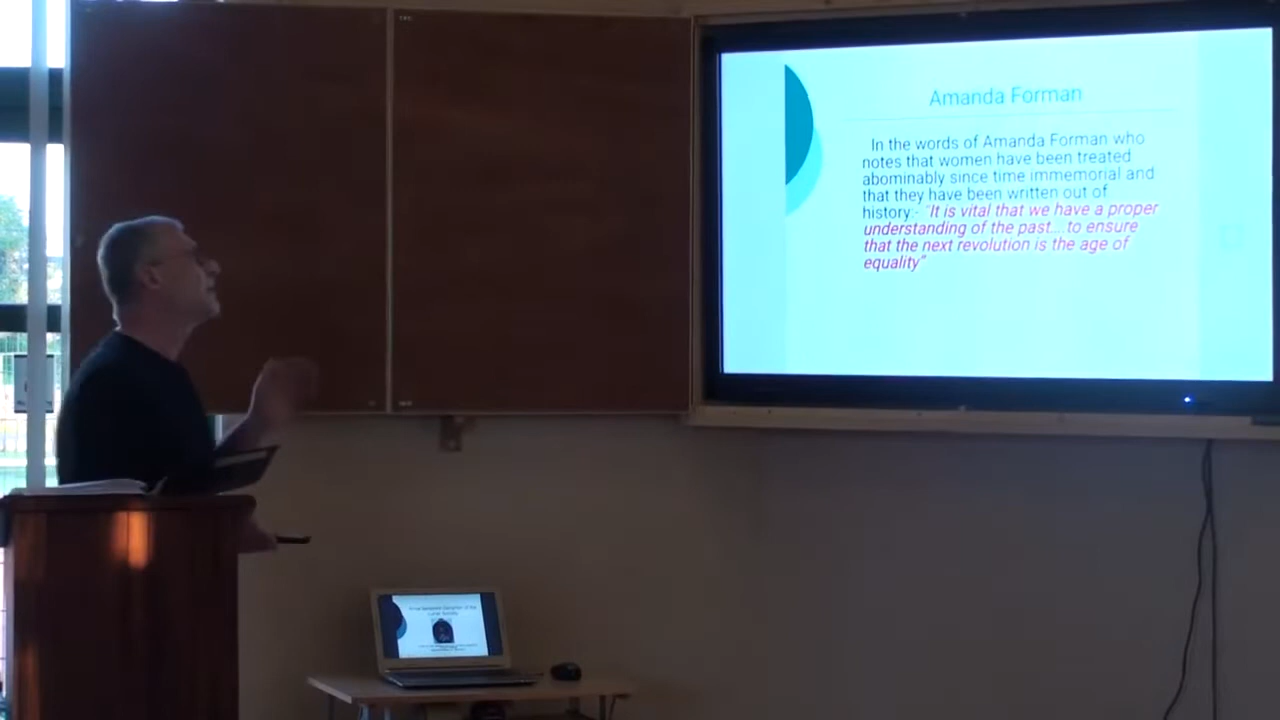 Amanda Forman
In the words of Amanda Forman who
notes that women have been treated
abominably since time immemorial and
that they have been written out of
history:- "It is vital that we have a proper
understanding of the past....to ensure
that the next revolution is the age of
equality"